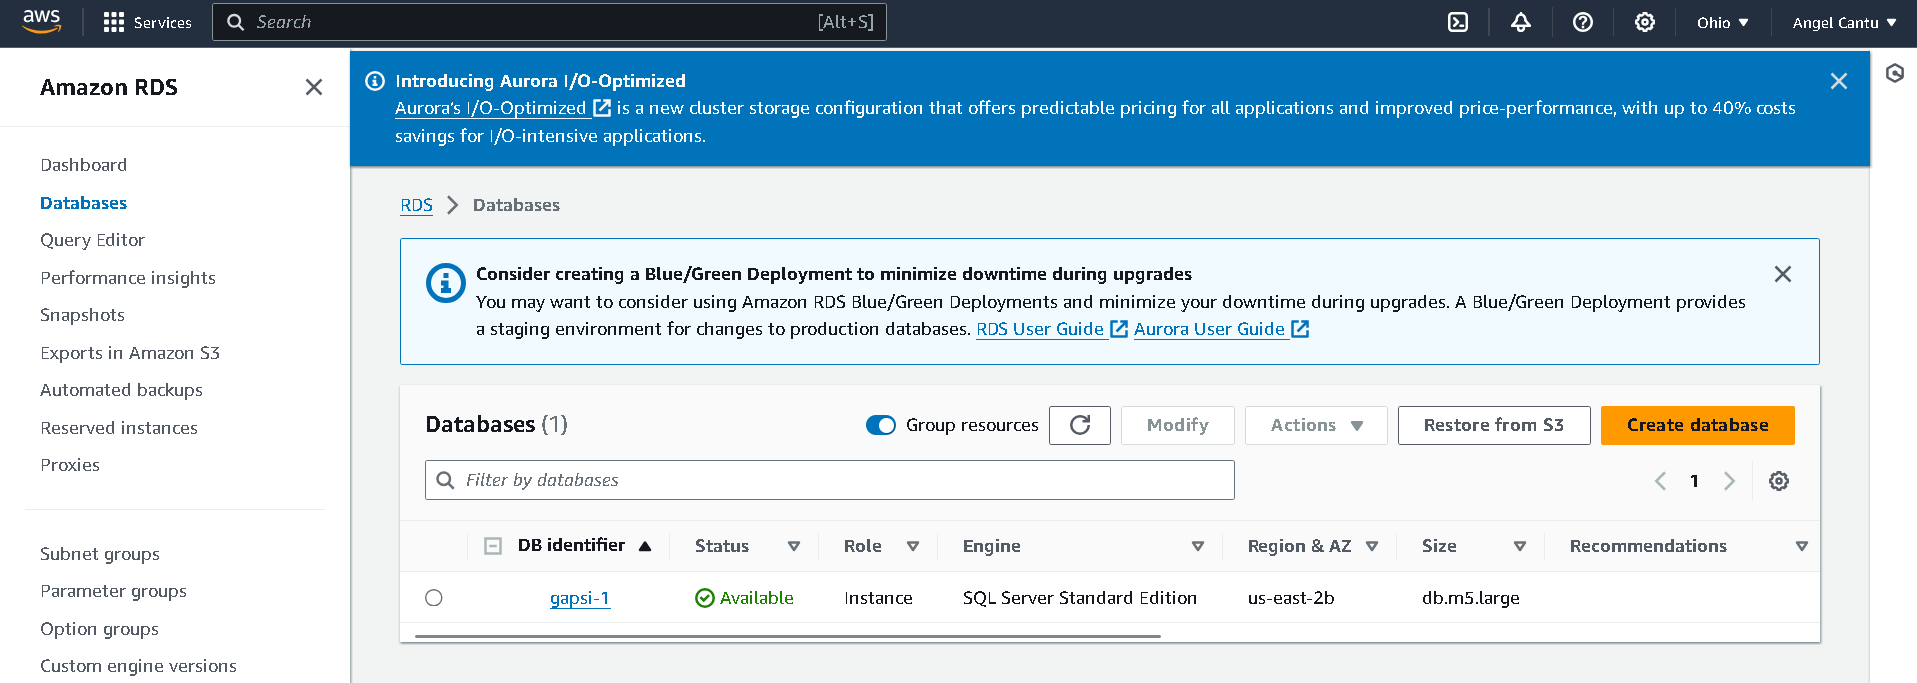 aws
Services
Search
[Alt+S]
Ohio
Angel Cantu
Amazon RDS
Dashboard
Databases
Query Editor
Performance insights
Snapshots
Exports in Amazon S3
Automated backups
Reserved instances
Proxies
Subnet groups
Parameter groups
Option groups
Custom engine versions
Introducing Aurora I/O-Optimized
Aurora's I/O-Optimized is a new cluster storage configuration that offers predictable pricing for all applications and improved price-performance, with up to 40% costs
savings for I/O-intensive applications.
RDS > Databases
Consider creating a Blue/Green Deployment to minimize downtime during upgrades
You may want to consider using Amazon RDS Blue/Green Deployments and minimize your downtime during upgrades. A Blue/Green Deployment provides
a staging environment for changes to production databases. RDS User Guide Aurora User Guide
Databases (1)
Group resources
Modify
Actions
Restore from S3
Create database
Filter by databases
1
DB identifier Status Role Engine Region & AZ Size Recommendations
gapsi-1 Available Instance SQL Server Standard Edition us-east-2b db.m5.large